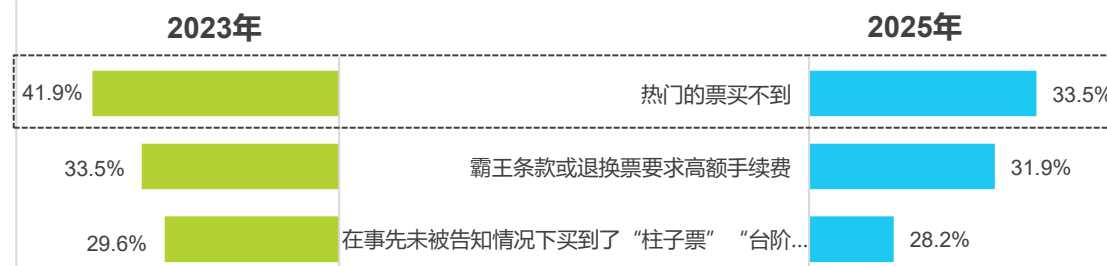 2023年
2025年
41.9%
热门的票买不到
33.5%
33.5%
霸王条款或退换票要求高额手续费
31.9%
29.6%
在事先未被告知情况下买到了“柱子票”“台阶...
28.2%